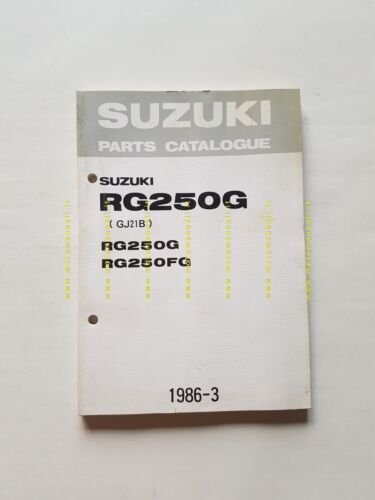 SUZUKI
PARTS CATALOGUE
SUZUKI
RG250G
( GJ21B )
RG250G
RG250FG
1986-3